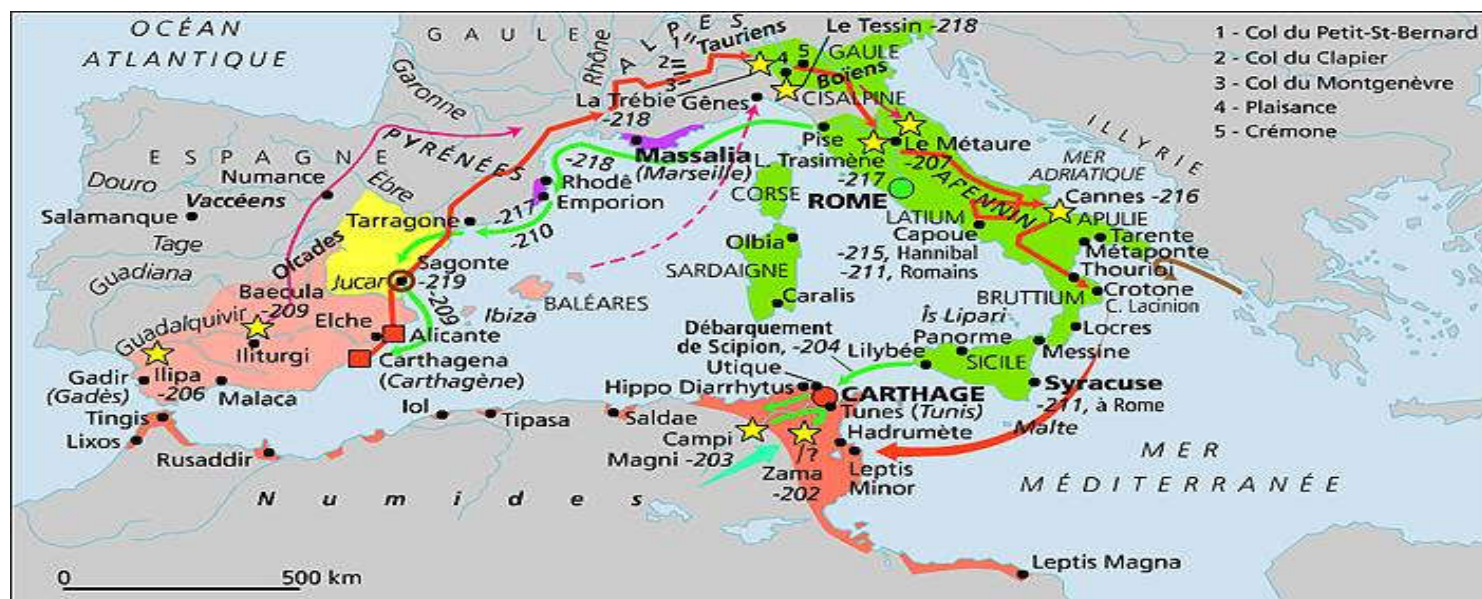 OCÉAN
ATLANTIQUE
GAULE
Garonne
Rhône
ALPES
1
2
3
Tauriens
4
5
Le Tessin -218
GAULE
Boïens
CISALPINE
La Trébie
-218
Gênes
1 - Col du Petit-St-Bernard
2 - Col du Clapier
3 - Col du Montgenèvre
4 - Plaisance
5 - Crémone
ILLYRIE
PYRÉNÉES
ESPAGNE
Numance
Douro
Vaccéens
Salamanque
Èbre
Tage
Guadiana
Olcades
Tarragone
-218
Massalia
(Marseille)
Rhodê
Emporion
-217
-210
Pise
L. Trasimène
-217
Le Métaure
-207
MER
ADRIATIQUE
CORSE
ROME
APENNIN
Cannes -216
LATIUM
APULIE
Capoue
-215, Hannibal
-211, Romains
Tarente
Métaponte
Thourioi
Olbia
SARDAIGNE
Caralis
Jucar
Sagonte
-219
-209
BALÉARES
Ibiza
Baecula
-209
Guadalquivir
Elche
Alicante
Iliturgi
Carthagena
(Carthagène)
Ilipa
-206
Gadir
(Gadès)
Malaca
Tingis
Lixos
Rusaddir
Iol
Tipasa
Saldae
BRUTTIUM
Crotone
C. Lacinion
Îs Lipari
Panorme
Locres
Messine
Débarquement
de Scipion, -204
Lilybée
SICILE
Utique
Hippo Diarrhytus
CARTHAGE
Syracuse
-211, à Rome
Tunes (Tunis)
Hadrumète
Malte
Campi
Magni -203
/?
Zama
-202
Leptis
Minor
Numides
MER
MÉDITERRANÉE
Leptis Magna
0
500 km